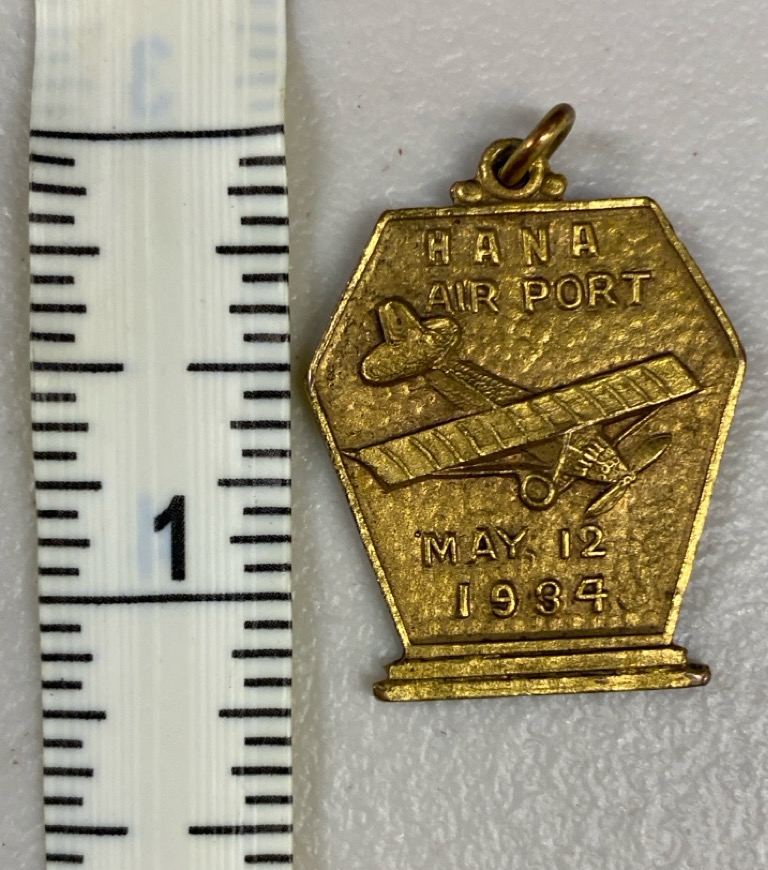 HANA
AIR PORT
MAY, 12
1934
1